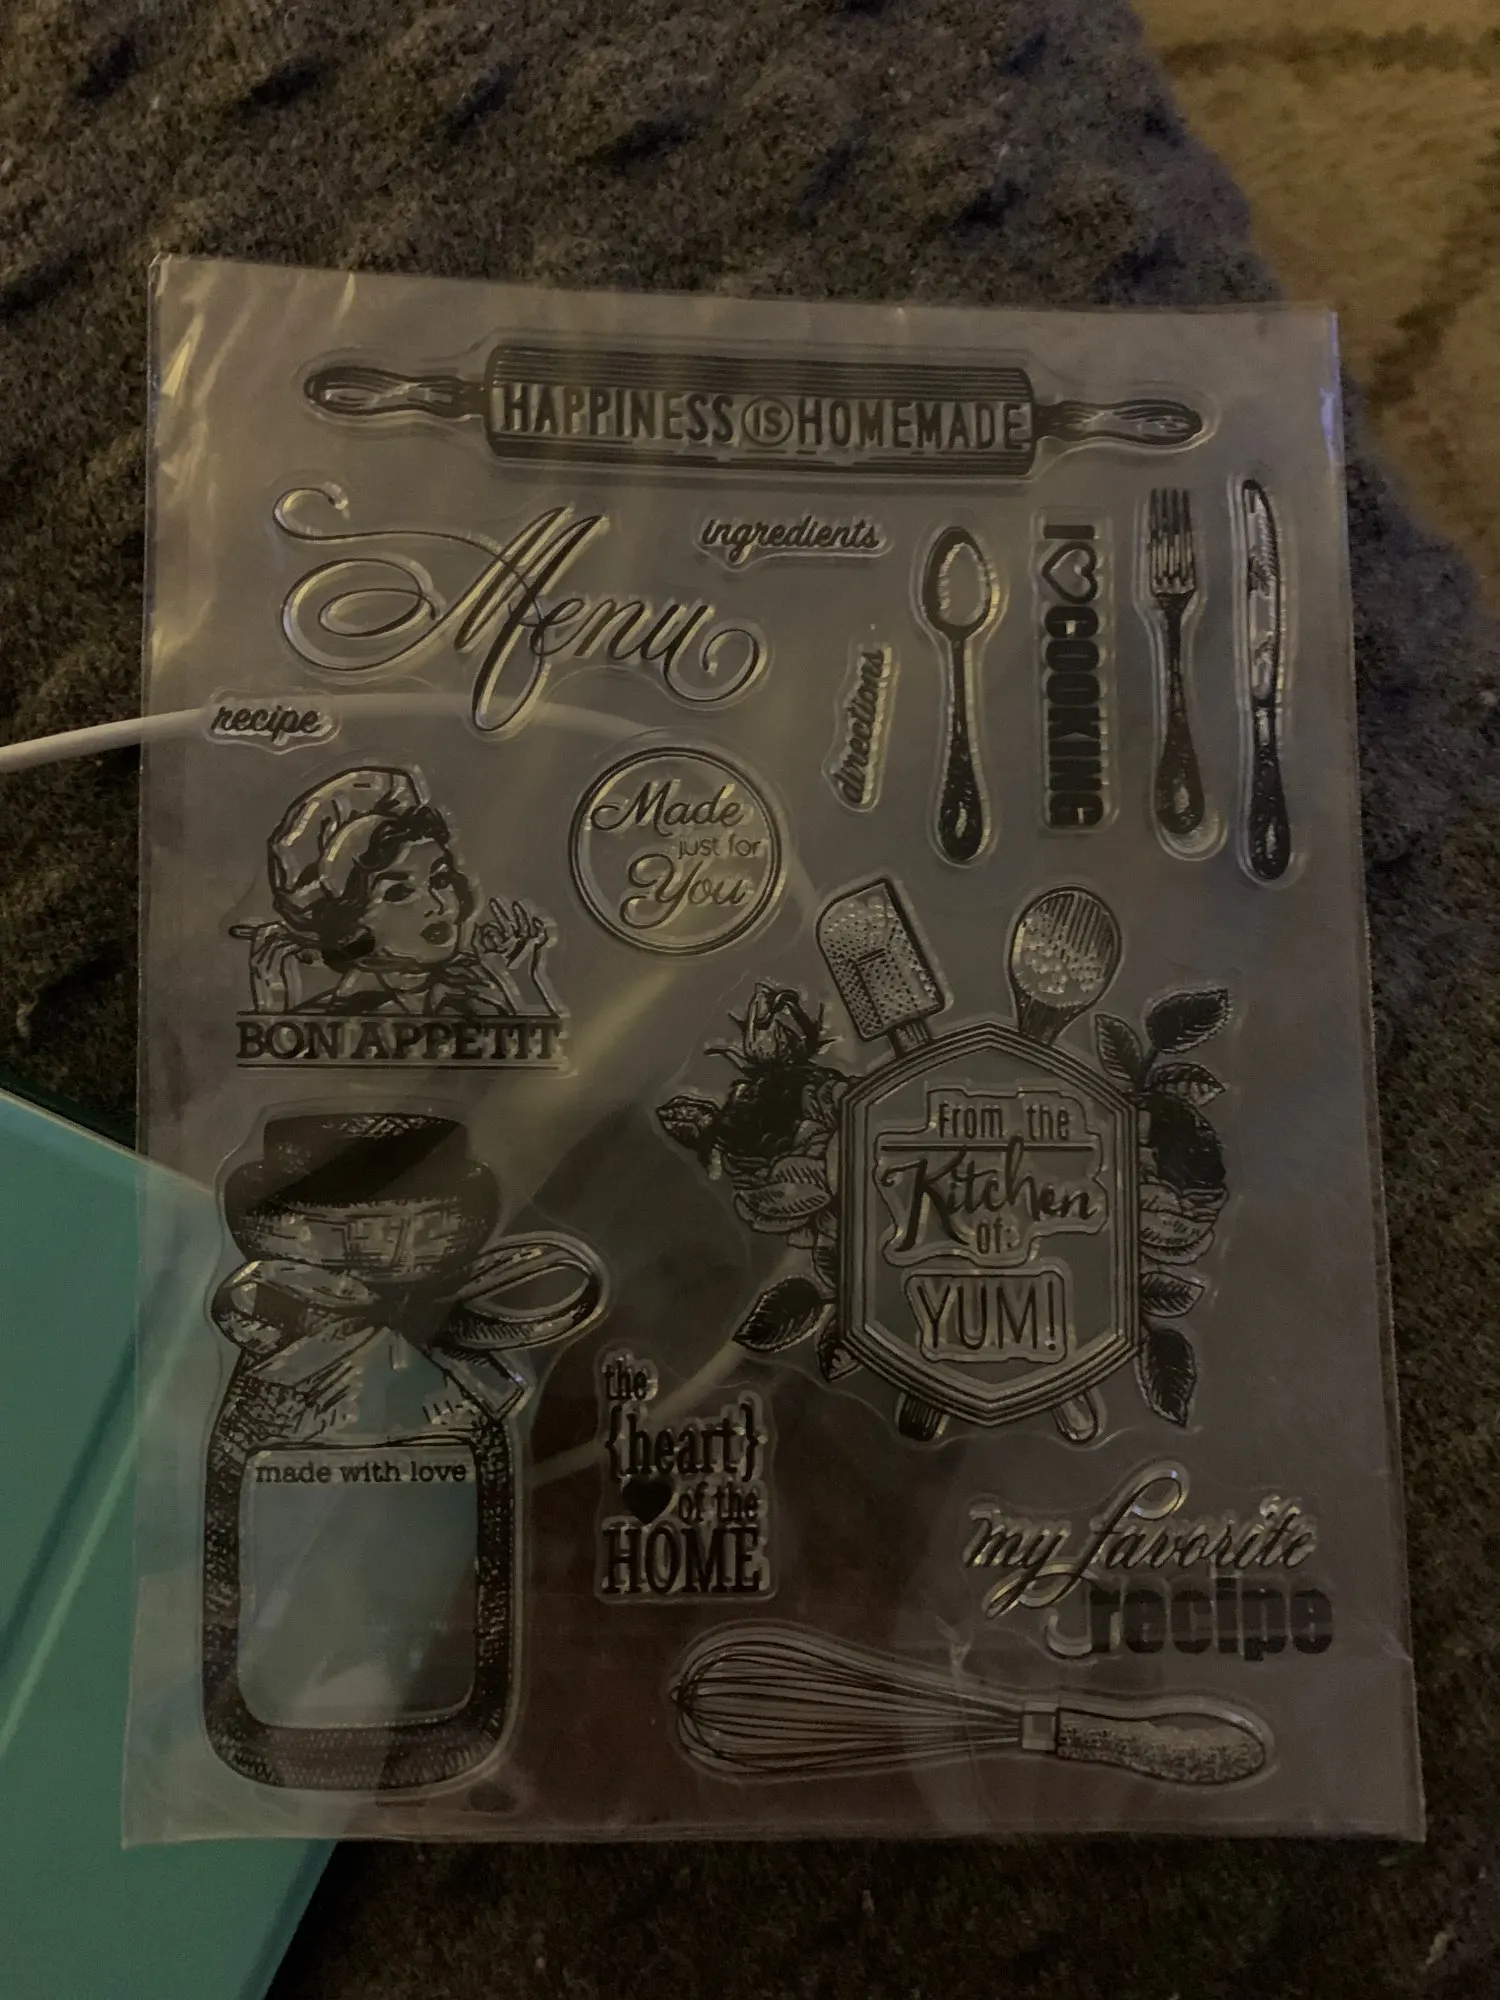 HAPPINESS IS HOMEMADE
Menu
ingredients
I
COOKING
directions
recipe
Made
just for
You
BON APPETIT
From the
Kitchen
of:
YUM!
the
{heart}
of the
HOME
made with love
my favorite
recipe